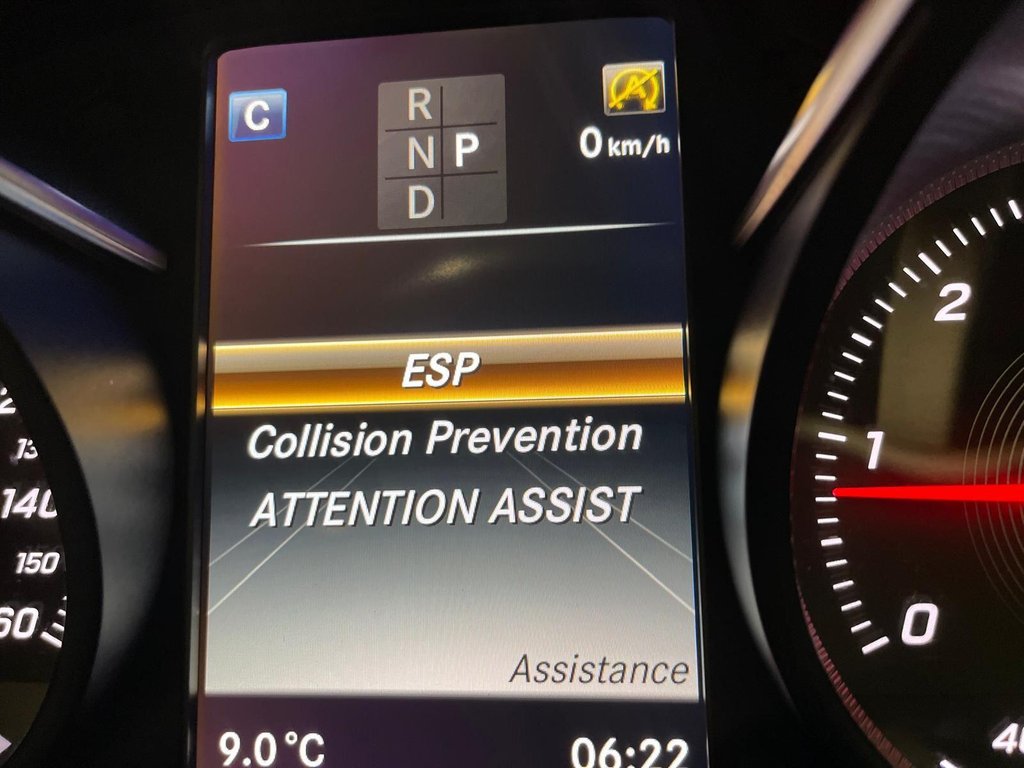 C
R
N P
D
A
0 km/h
ESP
Collision Prevention
ATTENTION ASSIST
Assistance
9.0 °C
06:22
140
150
2
1
0